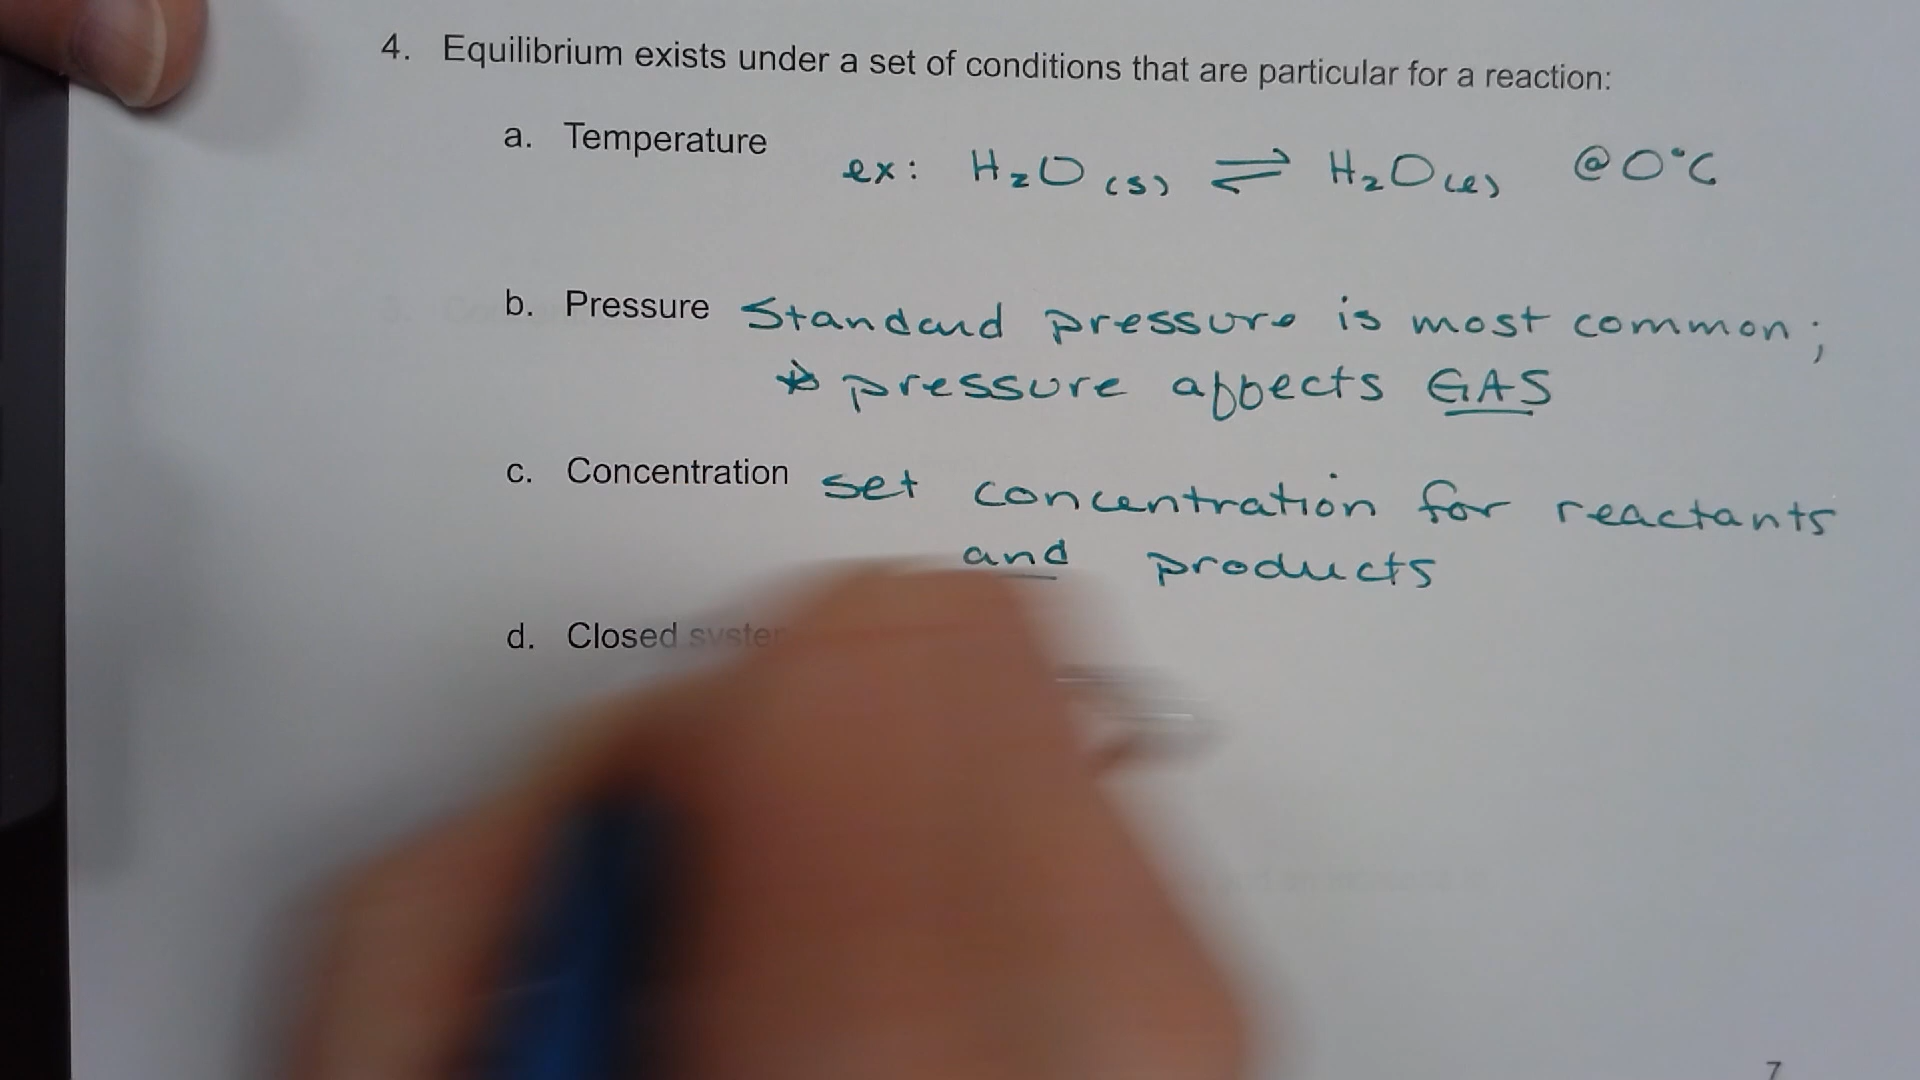 4. Equilibrium exists under a set of conditions that are particular for a reaction:
a. Temperature ex: H₂O (s) ⇌ H₂O (l) @ 0°C
b. Pressure Standard pressure is most common;
☆ pressure affects GAS
c. Concentration set concentration for reactants
and products
d. Closed
7